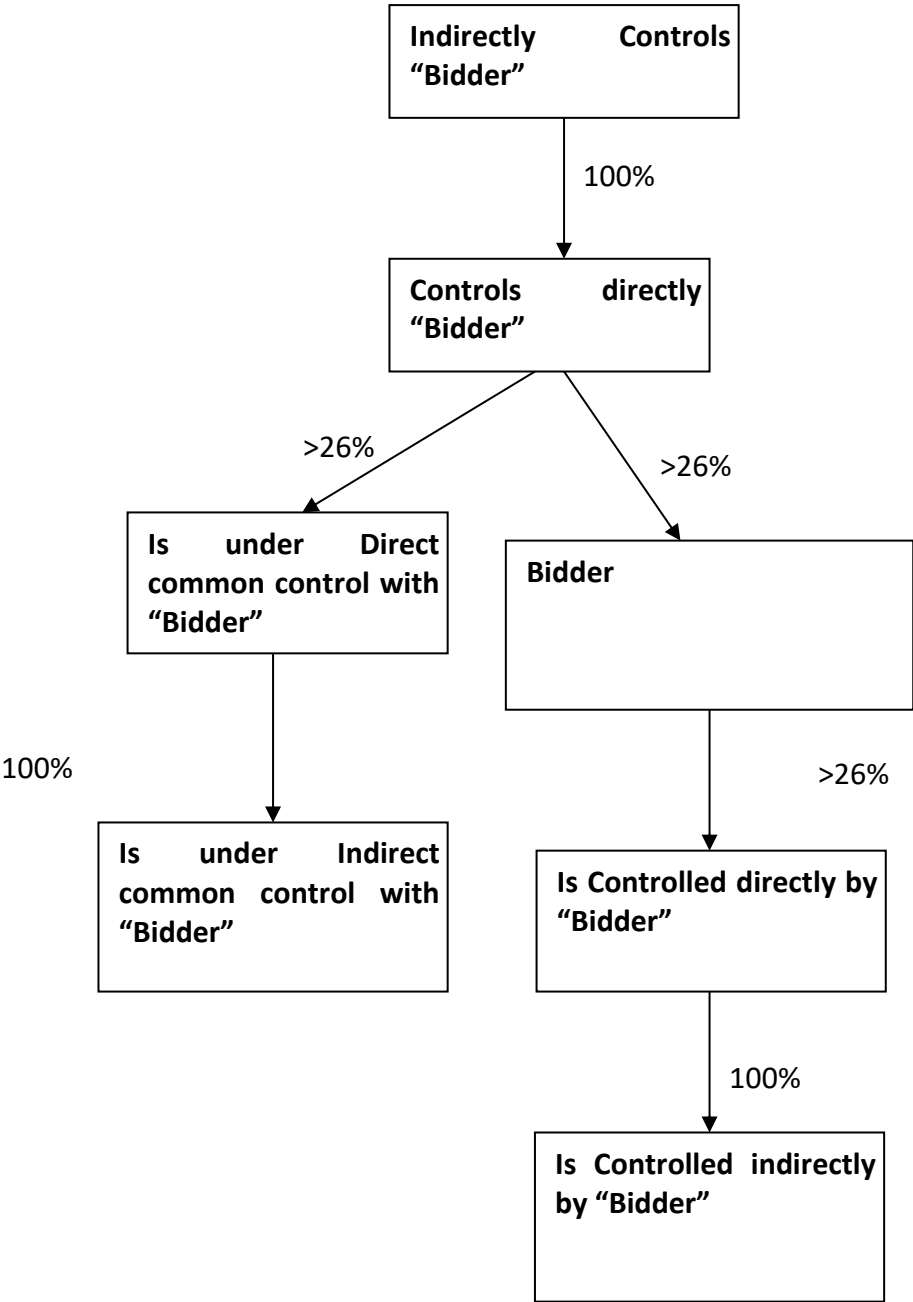 Indirectly Controls
“Bidder”
100%
Controls directly
“Bidder”
>26%
>26%
Is under Direct
common control with
“Bidder”
Bidder
100%
>26%
Is under Indirect
common control with
“Bidder”
Is Controlled directly by
“Bidder”
100%
Is Controlled indirectly
by “Bidder”